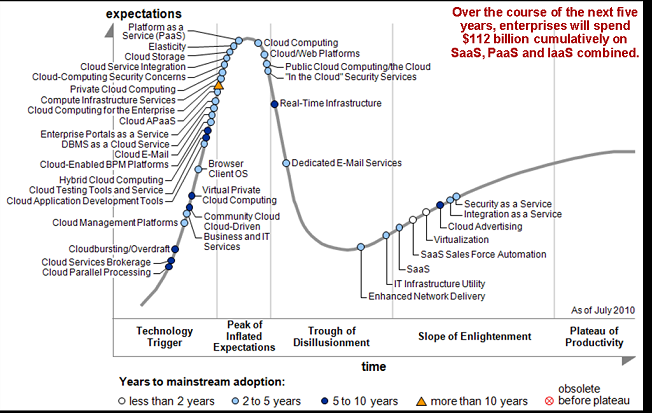 expectations
Over the course of the next five
years, enterprises will spend
$112 billion cumulatively on
SaaS, PaaS and IaaS combined.
Platform as a
Service (PaaS)
Elasticity
Cloud Storage
Cloud Service Integration
Cloud-Computing Security Concerns
Private Cloud Computing
Compute Infrastructure Services
Cloud Computing for the Enterprise
Cloud APaaS
Enterprise Portals as a Service
DBMS as a Cloud Service
Cloud E-Mail
Cloud-Enabled BPM Platforms
Hybrid Cloud Computing
Cloud Testing Tools and Service
Cloud Application Development Tools
Cloud Management Platforms
Cloudbursting/Overdraft
Cloud Services Brokerage
Cloud Parallel Processing
Browser
Client OS
Virtual Private
Cloud Computing
Community Cloud
Cloud-Driven
Business and IT
Services
Cloud Computing
Cloud/Web Platforms
Public Cloud Computing/the Cloud
"In the Cloud" Security Services
Real-Time Infrastructure
Dedicated E-Mail Services
Security as a Service
Integration as a Service
Cloud Advertising
Virtualization
SaaS Sales Force Automation
SaaS
IT Infrastructure Utility
Enhanced Network Delivery
As of July 2010
Technology
Trigger
Peak of
Inflated
Expectations
Trough of
Disillusionment
Slope of Enlightenment
Plateau of
Productivity
time
Years to mainstream adoption:
less than 2 years
2 to 5 years
5 to 10 years
more than 10 years
obsolete
before plateau